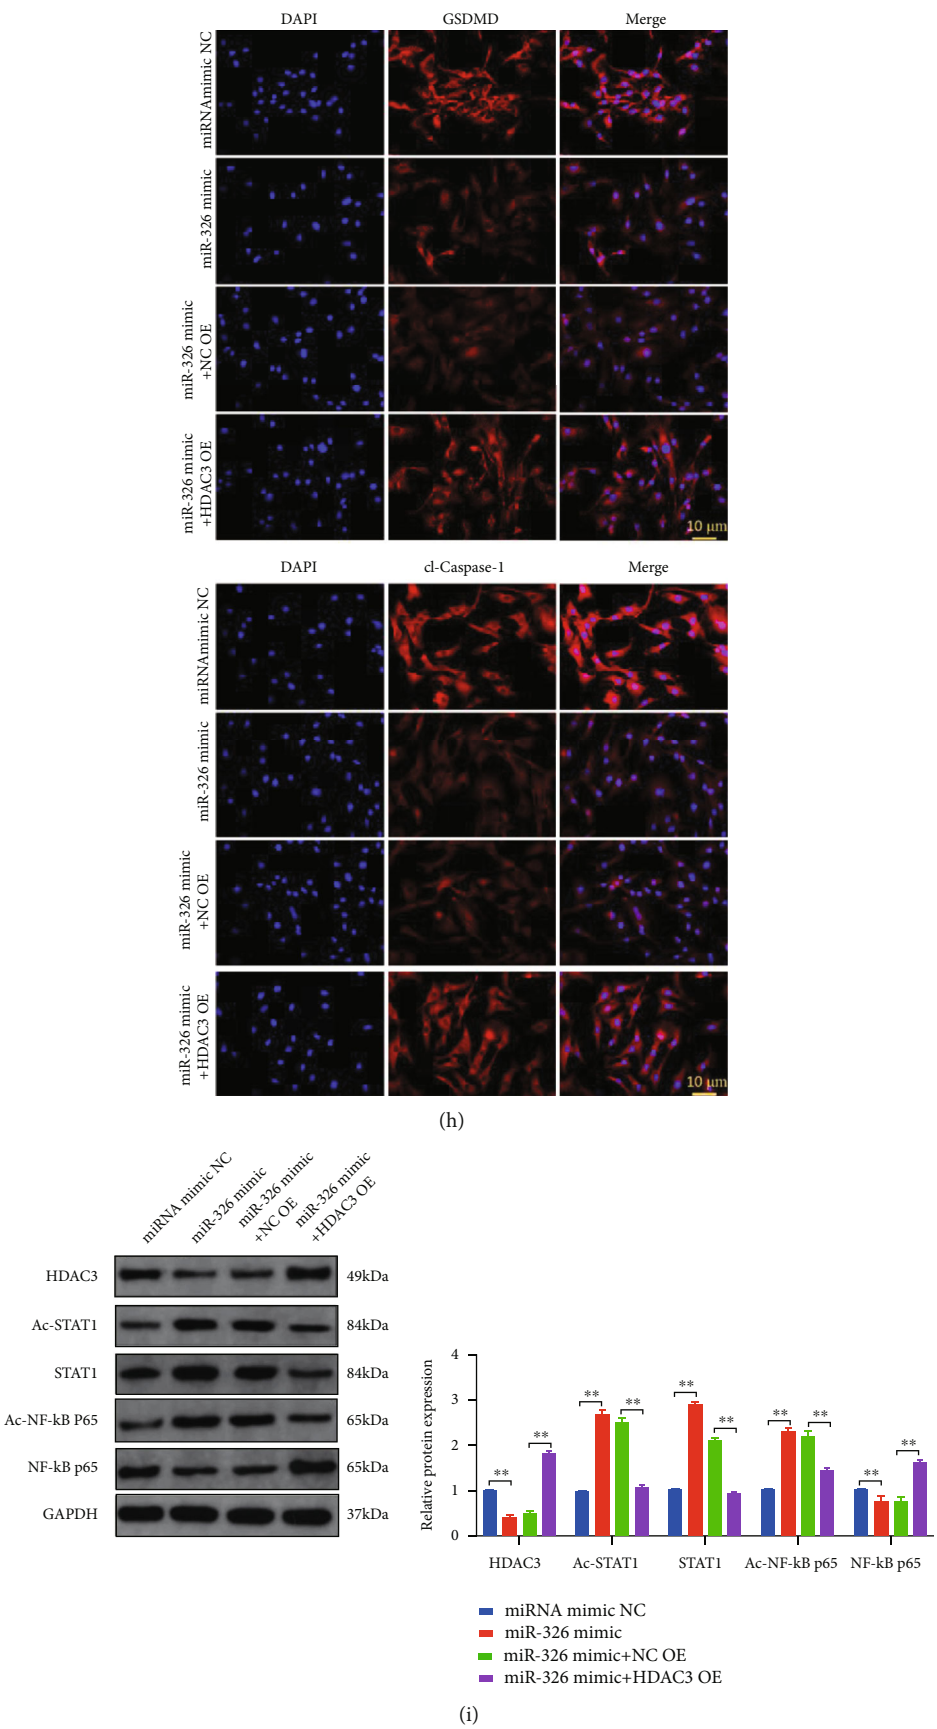 DAPI GSDMD Merge
miRNAmimic NC
miR-326 mimic
miR-326 mimic
+NC OE
miR-326 mimic
+HDAC3 OE
10 μm
DAPI cl-Caspase-1 Merge
miRNAmimic NC
miR-326 mimic
miR-326 mimic
+NC OE
miR-326 mimic
+HDAC3 OE
10 μm
(h)
miRNA mimic NC
miR-326 mimic
miR-326 mimic
+NC OE
miR-326 mimic
+HDAC3 OE
HDAC3 49kDa
Ac-STAT1 84kDa
STAT1 84kDa
Ac-NF-kB P65 65kDa
NF-kB p65 65kDa
GAPDH 37kDa
Relative protein expression
4
3
2
1
0
** ** ** ** ** ** ** ** ** **
HDAC3 Ac-STAT1 STAT1 Ac-NF-kB p65 NF-kB p65
miRNA mimic NC
miR-326 mimic
miR-326 mimic+NC OE
miR-326 mimic+HDAC3 OE
(i)